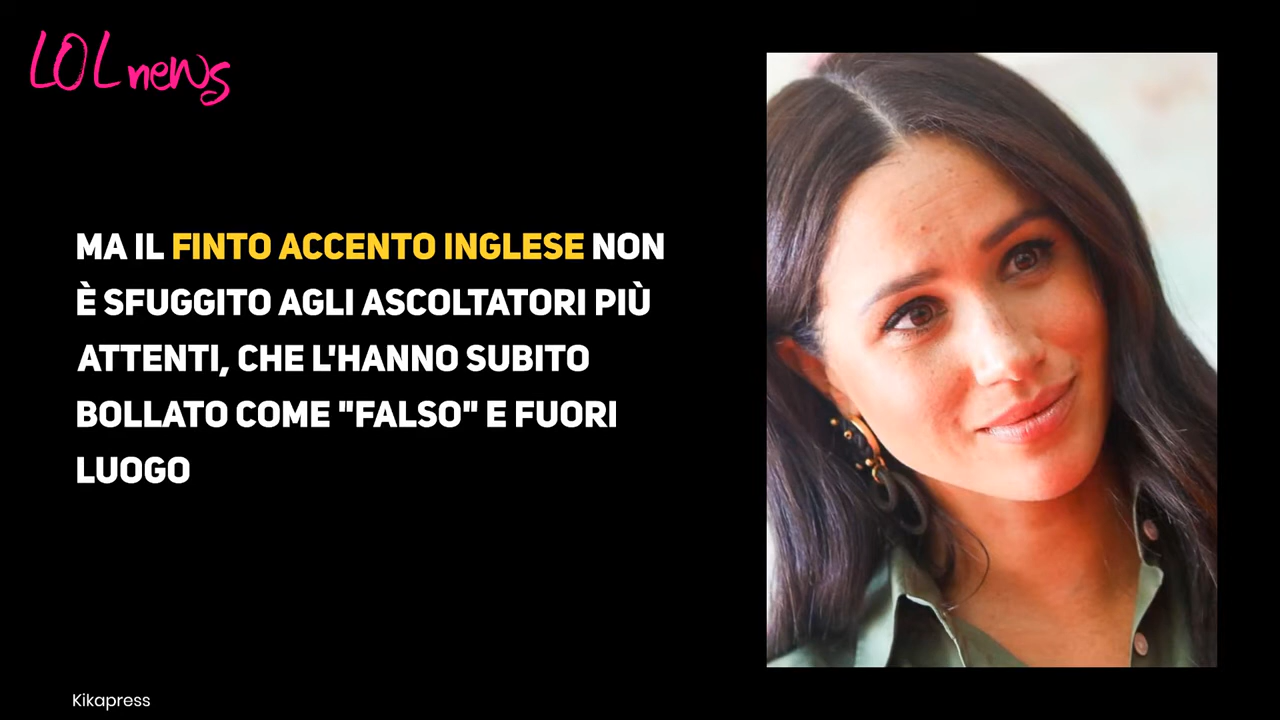 LOL news
MA IL FINTO ACCENTO INGLESE NON
È SFUGGITO AGLI ASCOLTATORI PIÙ
ATTENTI, CHE L'HANNO SUBITO
BOLLATO COME "FALSO" E FUORI
LUOGO
Kikapress